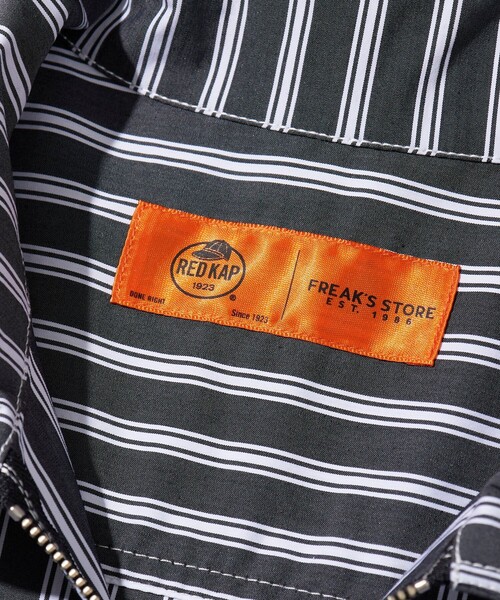 RED KAP
1923
®
DONE RIGHT
Since 1923
FREAK'S STORE
EST. 1986